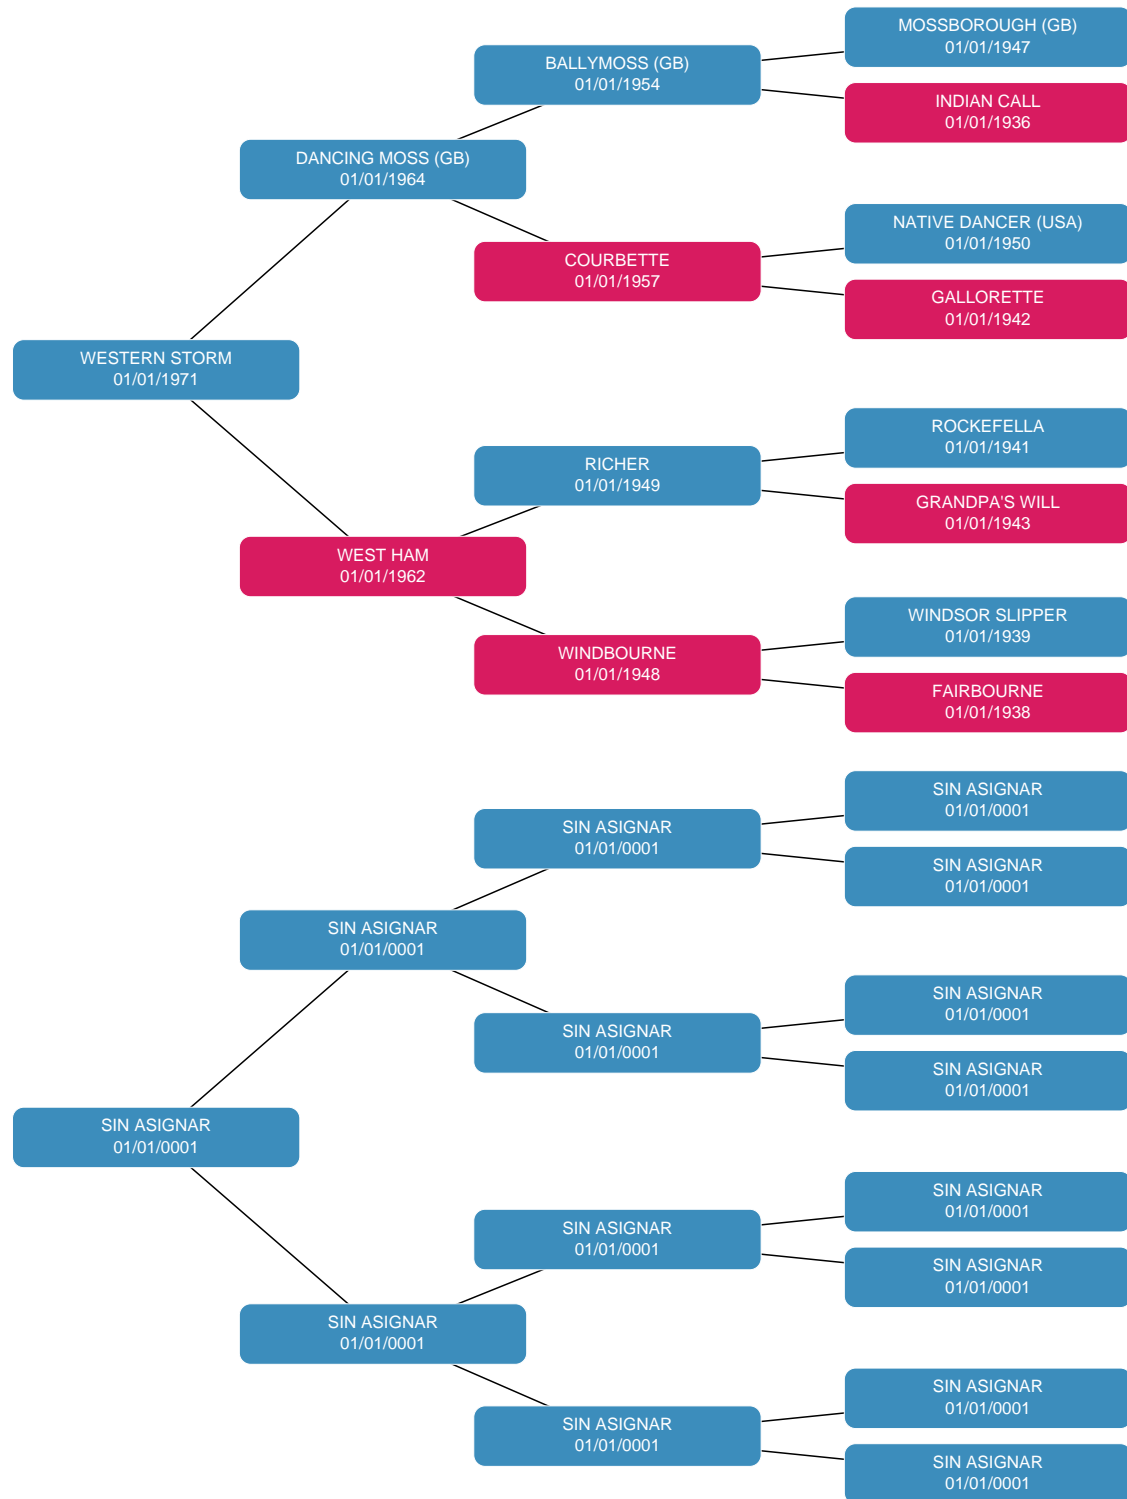 MOSSBOROUGH (GB)
01/01/1947
BALLYMOSS (GB)
01/01/1954
INDIAN CALL
01/01/1936
DANCING MOSS (GB)
01/01/1964
NATIVE DANCER (USA)
01/01/1950
COURBETTE
01/01/1957
GALLORETTE
01/01/1942
WESTERN STORM
01/01/1971
ROCKEFELLA
01/01/1941
RICHER
01/01/1949
GRANDPA'S WILL
01/01/1943
WEST HAM
01/01/1962
WINDSOR SLIPPER
01/01/1939
WINDBOURNE
01/01/1948
FAIRBOURNE
01/01/1938
SIN ASIGNAR
01/01/0001
SIN ASIGNAR
01/01/0001
SIN ASIGNAR
01/01/0001
SIN ASIGNAR
01/01/0001
SIN ASIGNAR
01/01/0001
SIN ASIGNAR
01/01/0001
SIN ASIGNAR
01/01/0001
SIN ASIGNAR
01/01/0001
SIN ASIGNAR
01/01/0001
SIN ASIGNAR
01/01/0001
SIN ASIGNAR
01/01/0001
SIN ASIGNAR
01/01/0001
SIN ASIGNAR
01/01/0001
SIN ASIGNAR
01/01/0001
SIN ASIGNAR
01/01/0001